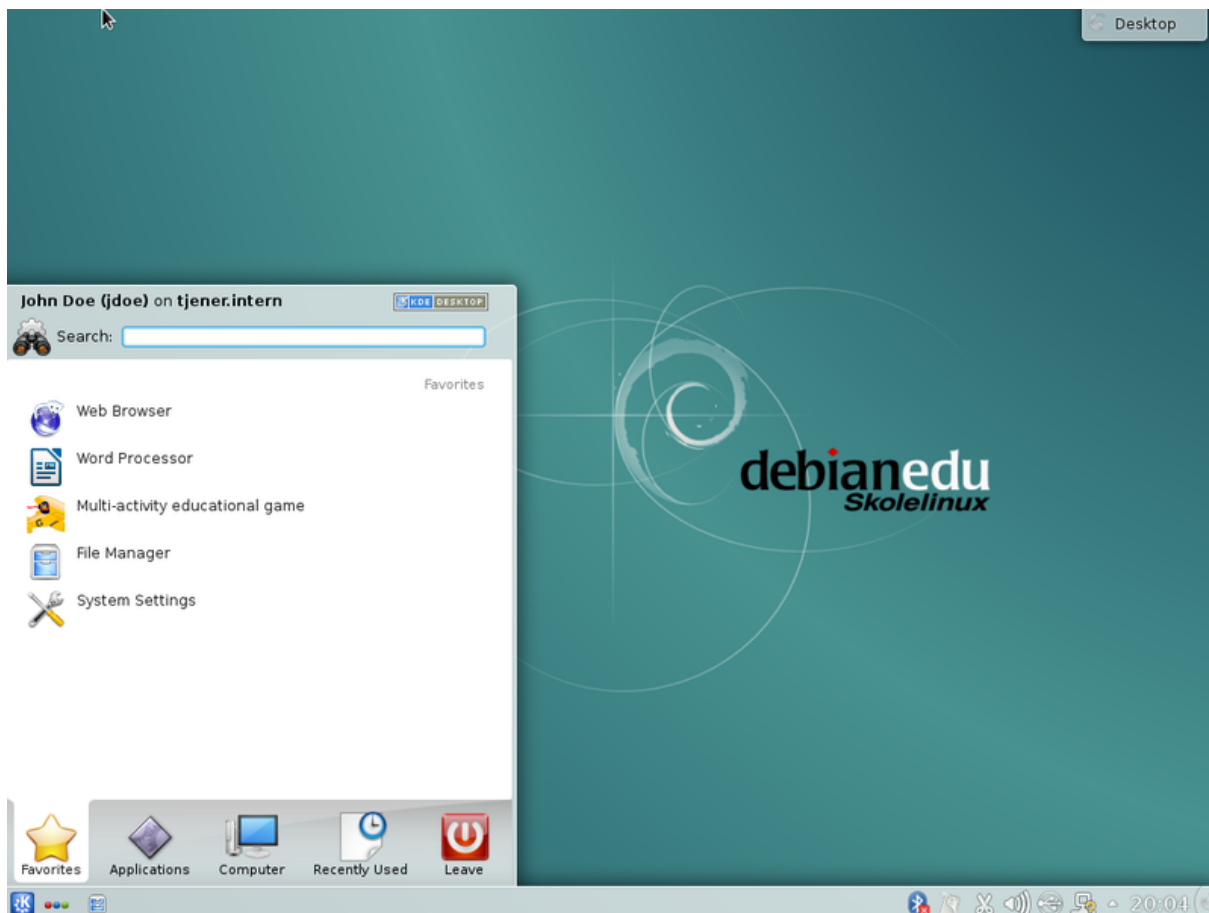 Desktop
John Doe (jdoe) on tjener.intern
KDE DESKTOP
Search:
Favorites
Web Browser
Word Processor
Multi-activity educational game
File Manager
System Settings
debianedu
Skolelinux
Favorites Applications Computer Recently Used Leave
20:04